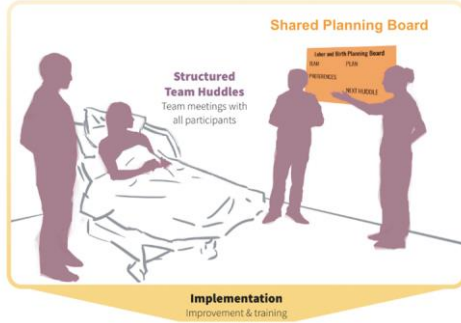 Shared Planning Board
Labor and Birth Planning Board
TEAM PLAN
PREFERENCES
NEXT HUDDLE
Structured
Team Huddles
Team meetings with
all participants
Implementation
Improvement & training